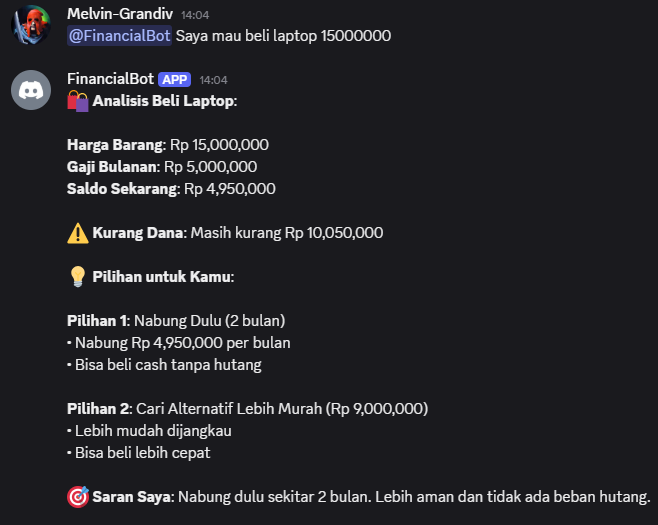 Melvin-Grandiv 14:04
@FinancialBot Saya mau beli laptop 15000000
FinancialBot APP 14:04
Analisis Beli Laptop:
Harga Barang: Rp 15,000,000
Gaji Bulanan: Rp 5,000,000
Saldo Sekarang: Rp 4,950,000
Kurang Dana: Masih kurang Rp 10,050,000
Pilihan untuk Kamu:
Pilihan 1: Nabung Dulu (2 bulan)
• Nabung Rp 4,950,000 per bulan
• Bisa beli cash tanpa hutang
Pilihan 2: Cari Alternatif Lebih Murah (Rp 9,000,000)
• Lebih mudah dijangkau
• Bisa beli lebih cepat
Saran Saya: Nabung dulu sekitar 2 bulan. Lebih aman dan tidak ada beban hutang.